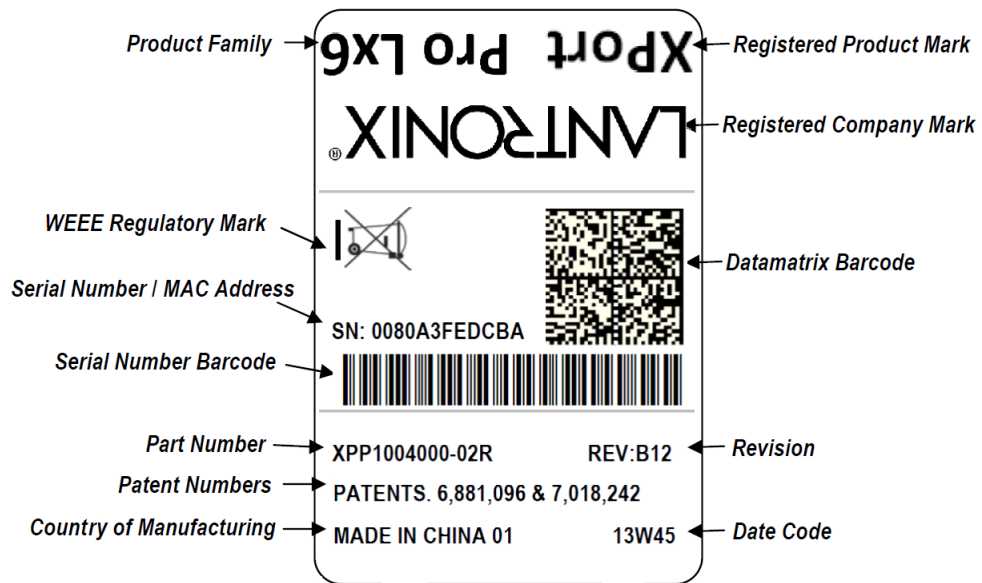 Product Family
XPort Pro Lx6
Registered Product Mark
LANTRONIX®
Registered Company Mark
WEEE Regulatory Mark
Datamatrix Barcode
Serial Number / MAC Address
SN: 0080A3FEDCBA
Serial Number Barcode
Part Number
XPP1004000-02R
REV:B12
Revision
Patent Numbers
PATENTS. 6,881,096 & 7,018,242
Country of Manufacturing
MADE IN CHINA 01
13W45
Date Code